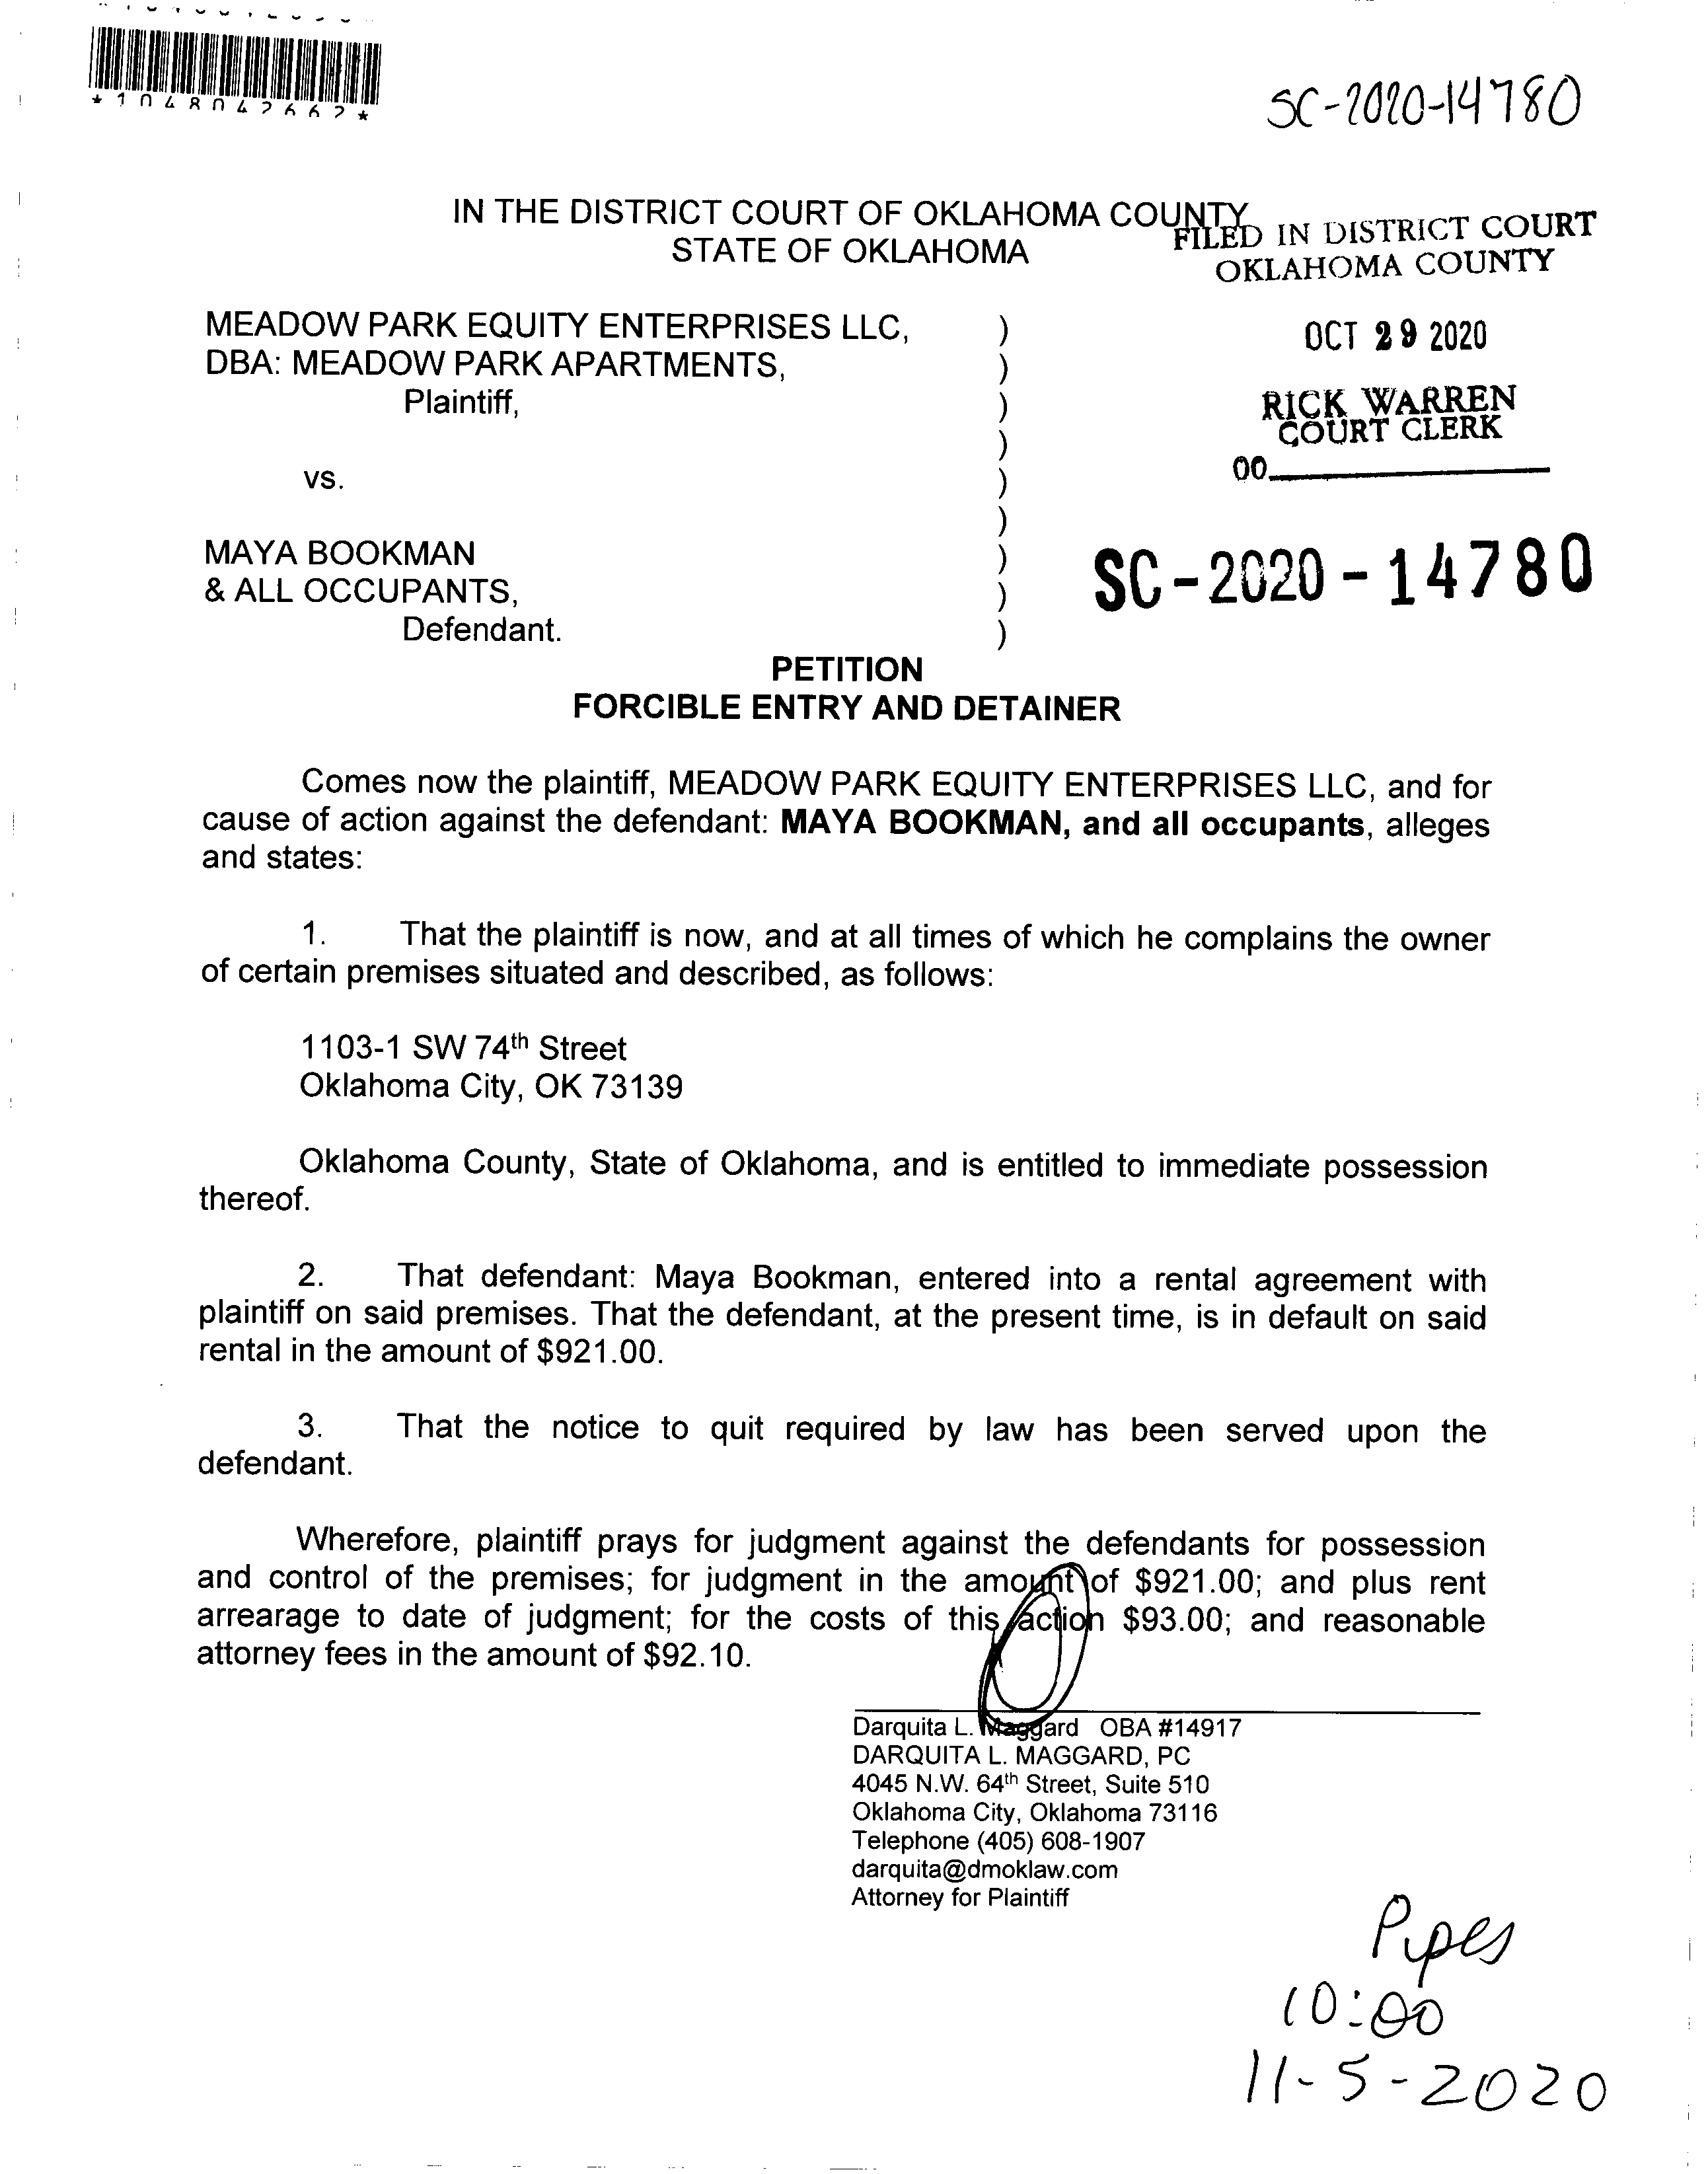 *1048042662*
SC-2020-14780
IN THE DISTRICT COURT OF OKLAHOMA COUNTY
STATE OF OKLAHOMA
FILED IN DISTRICT COURT
OKLAHOMA COUNTY
OCT 29 2020
RICK WARREN
COURT CLERK
00
MEADOW PARK EQUITY ENTERPRISES LLC, )
DBA: MEADOW PARK APARTMENTS, )
Plaintiff, )
)
vs. )
)
MAYA BOOKMAN )
& ALL OCCUPANTS, )
Defendant. )
SC-2020-14780
PETITION
FORCIBLE ENTRY AND DETAINER
Comes now the plaintiff, MEADOW PARK EQUITY ENTERPRISES LLC, and for
cause of action against the defendant: MAYA BOOKMAN, and all occupants, alleges
and states:
1. That the plaintiff is now, and at all times of which he complains the owner
of certain premises situated and described, as follows:
1103-1 SW 74th Street
Oklahoma City, OK 73139
Oklahoma County, State of Oklahoma, and is entitled to immediate possession
thereof.
2. That defendant: Maya Bookman, entered into a rental agreement with
plaintiff on said premises. That the defendant, at the present time, is in default on said
rental in the amount of $921.00.
3. That the notice to quit required by law has been served upon the
defendant.
Wherefore, plaintiff prays for judgment against the defendants for possession
and control of the premises; for judgment in the amount of $921.00; and plus rent
arrearage to date of judgment; for the costs of this action $93.00; and reasonable
attorney fees in the amount of $92.10.
Darquita L. Maggard OBA #14917
DARQUITA L. MAGGARD, PC
4045 N.W. 64th Street, Suite 510
Oklahoma City, Oklahoma 73116
Telephone (405) 608-1907
darquita@dmoklaw.com
Attorney for Plaintiff
Pipes
10:00
11-5-2020